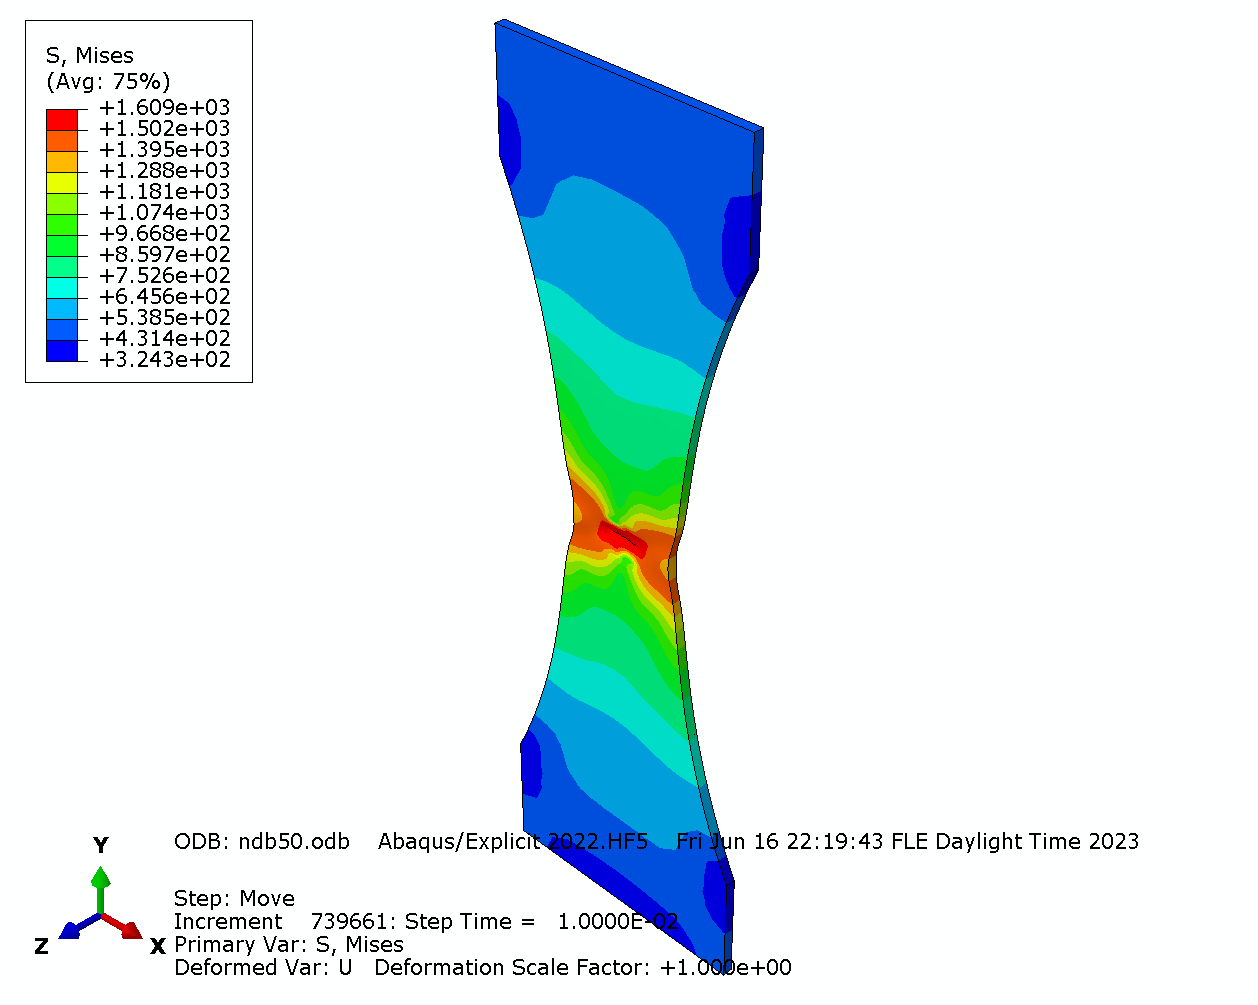 S, Mises
(Avg: 75%)
+1.609e+03
+1.502e+03
+1.395e+03
+1.288e+03
+1.181e+03
+1.074e+03
+9.668e+02
+8.597e+02
+7.526e+02
+6.456e+02
+5.385e+02
+4.314e+02
+3.243e+02
ODB: ndb50.odb    Abaqus/Explicit 2022.HF5    Fri Jun 16 22:19:43 FLE Daylight Time 2023
Y
Z
X
Step: Move
Increment    739661: Step Time =   1.0000E-02
Primary Var: S, Mises
Deformed Var: U   Deformation Scale Factor: +1.000e+00